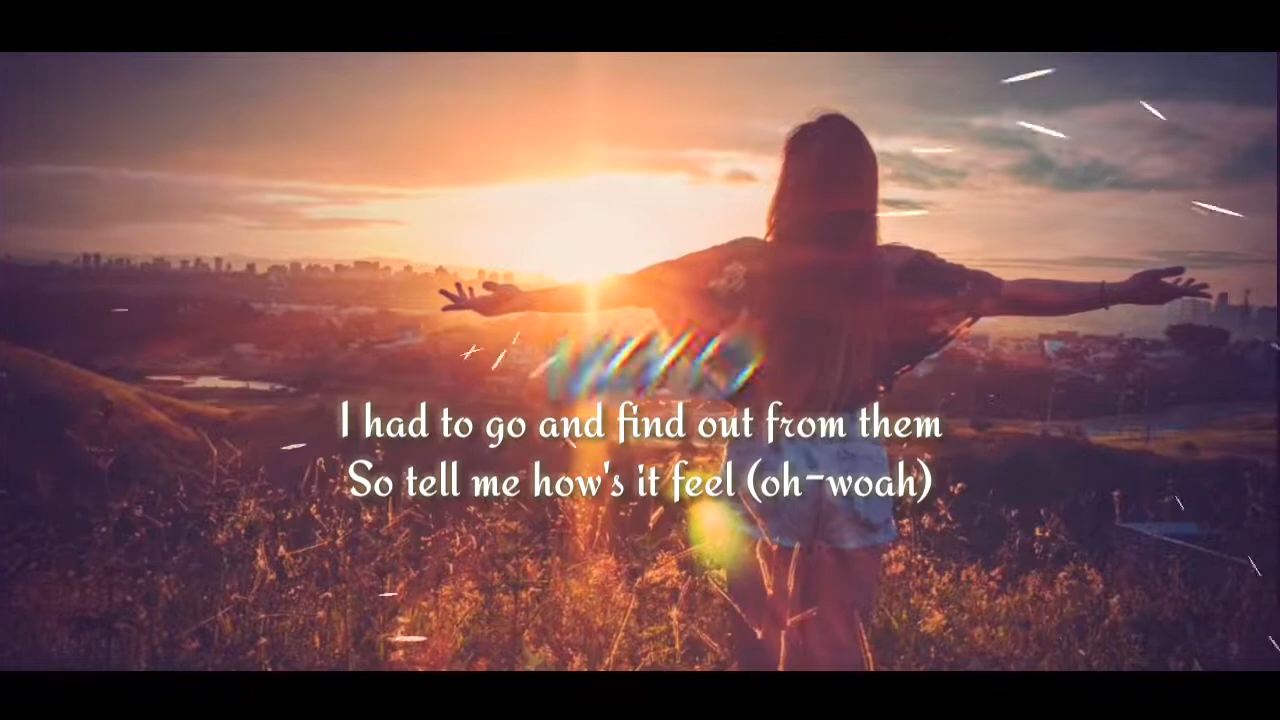 I had to go and find out from them
So tell me how's it feel (oh-woah)